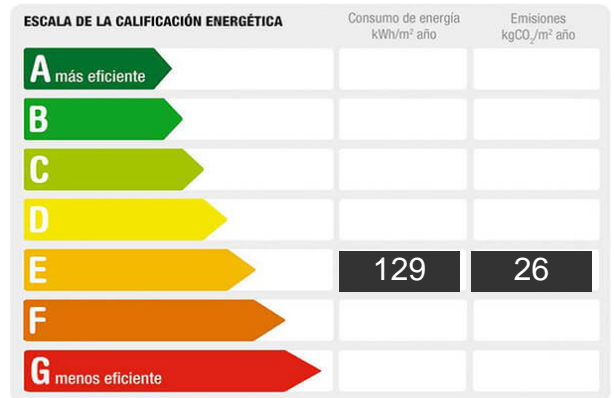 ESCALA DE LA CALIFICACIÓN ENERGÉTICA
Consumo de energía
kWh/m² año
Emisiones
kgCO₂/m² año
A más eficiente
B
C
D
E 129 26
F
G menos eficiente